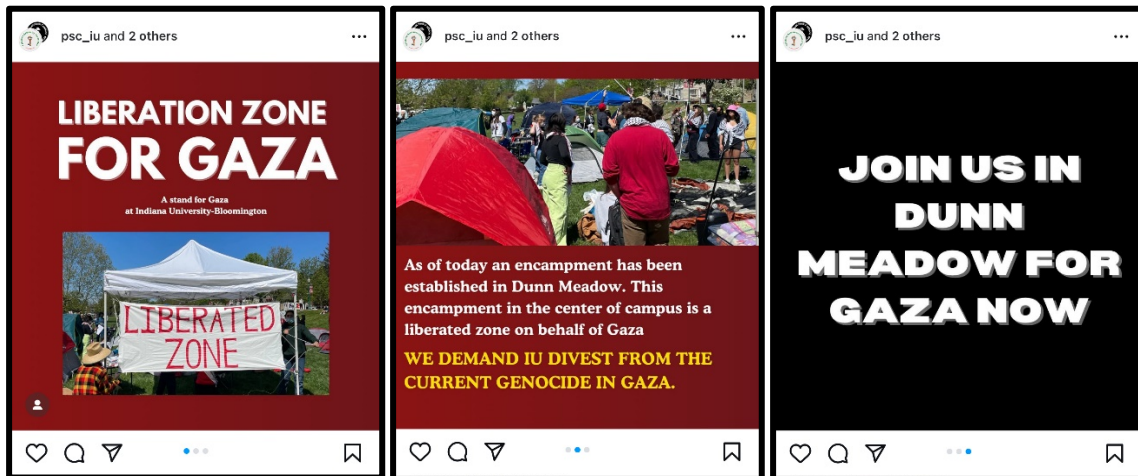 psc_iu and 2 others
LIBERATION ZONE
FOR GAZA
A stand for Gaza
at Indiana University-Bloomington
LIBERATED
ZONE
psc_iu and 2 others
As of today an encampment has been
established in Dunn Meadow. This
encampment in the center of campus is a
liberated zone on behalf of Gaza
WE DEMAND IU DIVEST FROM THE
CURRENT GENOCIDE IN GAZA.
psc_iu and 2 others
JOIN US IN
DUNN
MEADOW FOR
GAZA NOW